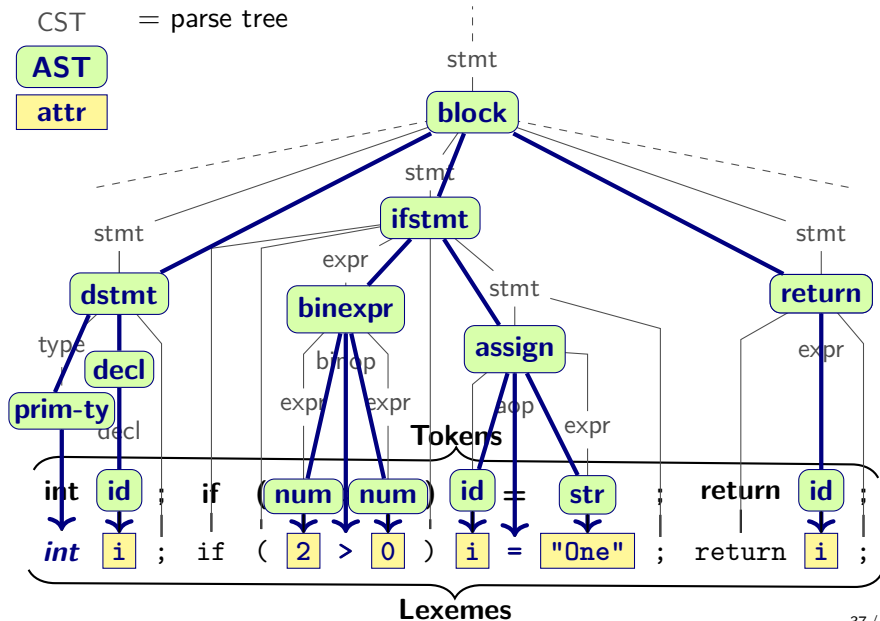 CST = parse tree
AST
attr
stmt
block
stmt
ifstmt
stmt
stmt
expr
stmt
dstmt
binexpr
return
type
binop
assign
expr
decl
prim-ty
expr
expr
aop
decl
expr
Tokens
int id ; if ( num num ) id = str ; return id ;
int i ; if ( 2 > 0 ) i = "One" ; return i ;
Lexemes